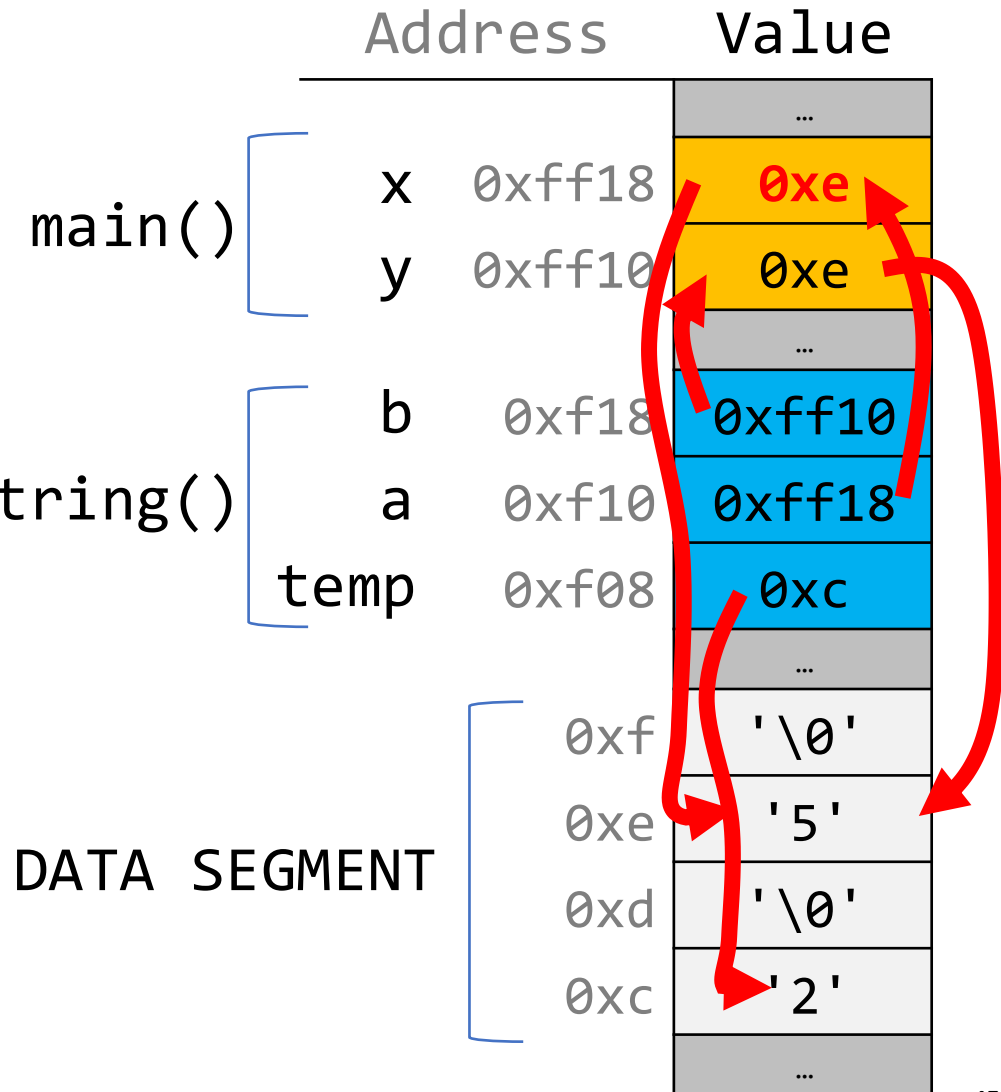 Address Value
…
x 0xff18 0xe
main()
y 0xff10 0xe
…
b 0xf18 0xff10
tring() a 0xf10 0xff18
temp 0xf08 0xc
…
0xf '\0'
0xe '5'
DATA SEGMENT
0xd '\0'
0xc '2'
…